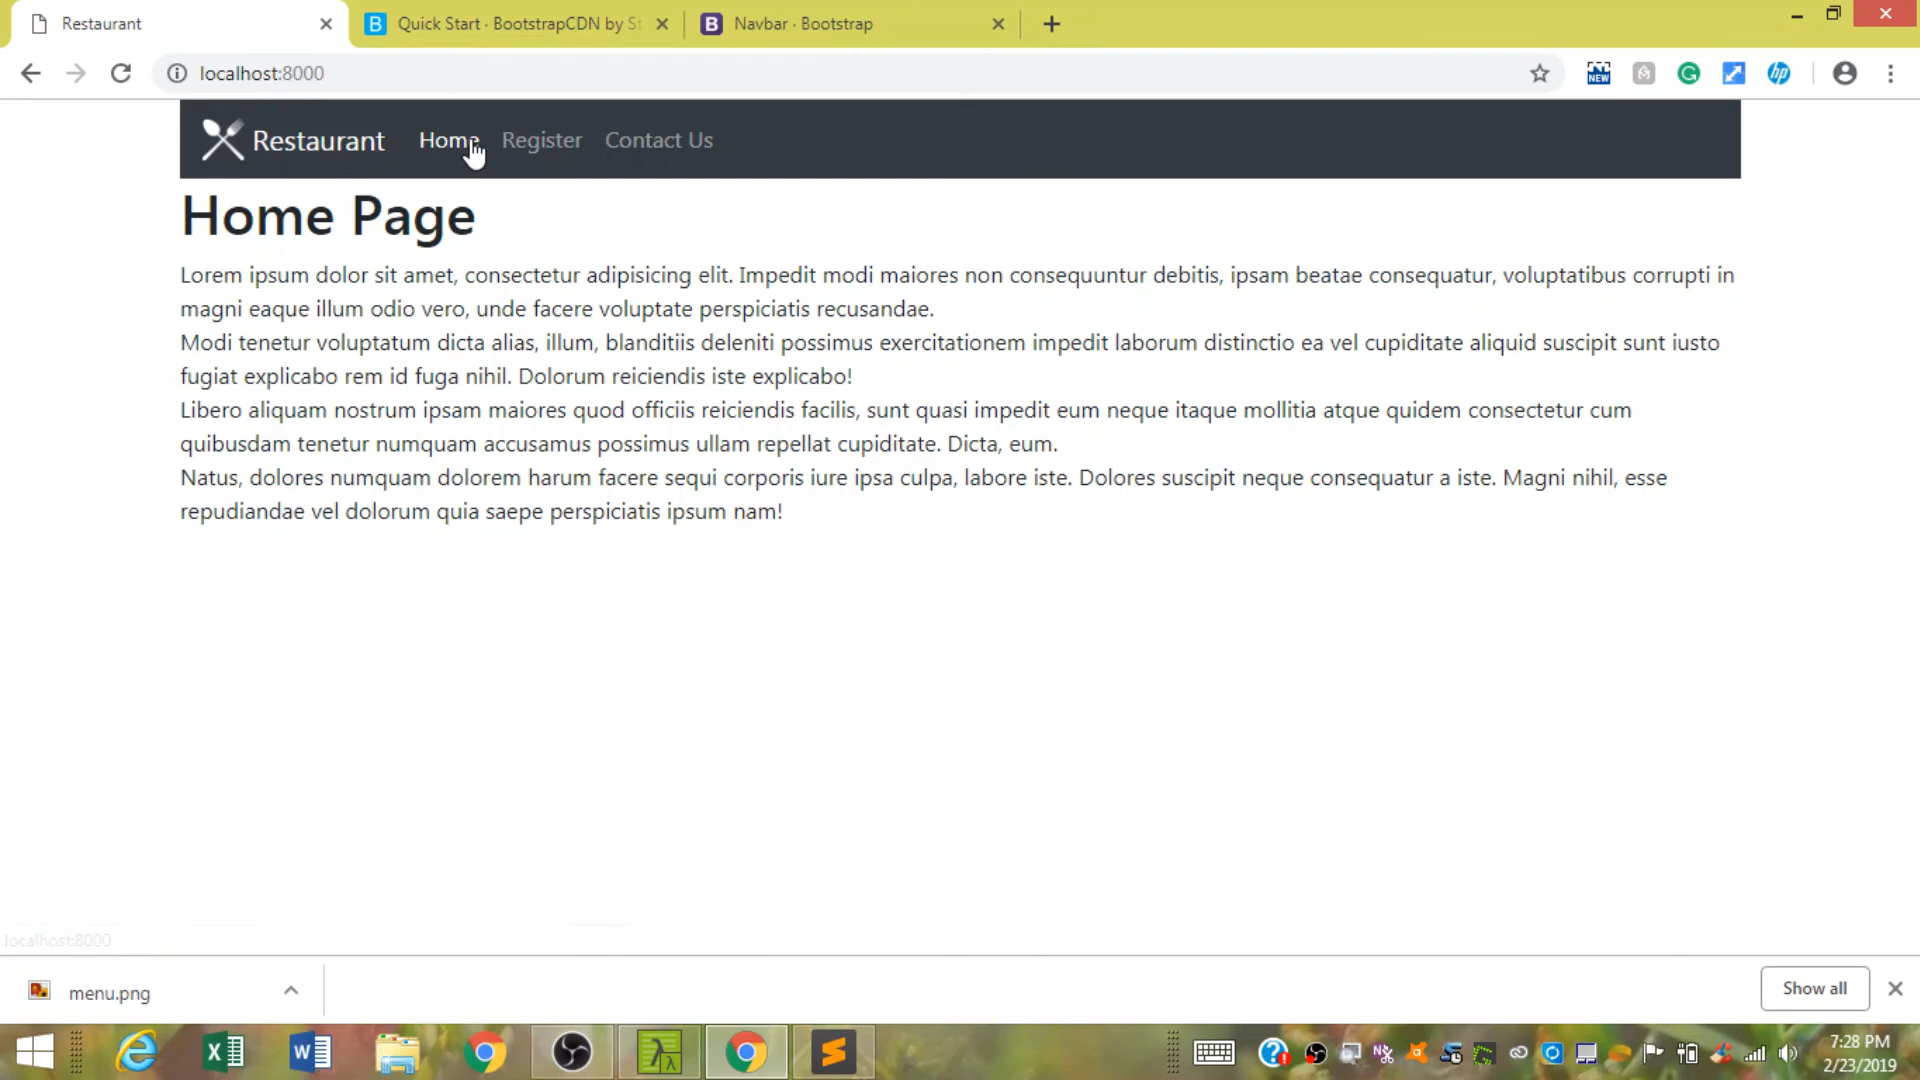 Restaurant
Quick Start · BootstrapCDN by St
Navbar · Bootstrap
localhost:8000
NEW
hp
Restaurant Home Register Contact Us
Home Page
Lorem ipsum dolor sit amet, consectetur adipisicing elit. Impedit modi maiores non consequuntur debitis, ipsam beatae consequatur, voluptatibus corrupti in
magni eaque illum odio vero, unde facere voluptate perspiciatis recusandae.
Modi tenetur voluptatum dicta alias, illum, blanditiis deleniti possimus exercitationem impedit laborum distinctio ea vel cupiditate aliquid suscipit sunt iusto
fugiat explicabo rem id fuga nihil. Dolorum reiciendis iste explicabo!
Libero aliquam nostrum ipsam maiores quod officiis reiciendis facilis, sunt quasi impedit eum neque itaque mollitia atque quidem consectetur cum
quibusdam tenetur numquam accusamus possimus ullam repellat cupiditate. Dicta, eum.
Natus, dolores numquam dolorem harum facere sequi corporis iure ipsa culpa, labore iste. Dolores suscipit neque consequatur a iste. Magni nihil, esse
repudiandae vel dolorum quia saepe perspiciatis ipsum nam!
localhost:8000
menu.png
Show all
7:28 PM
2/23/2019